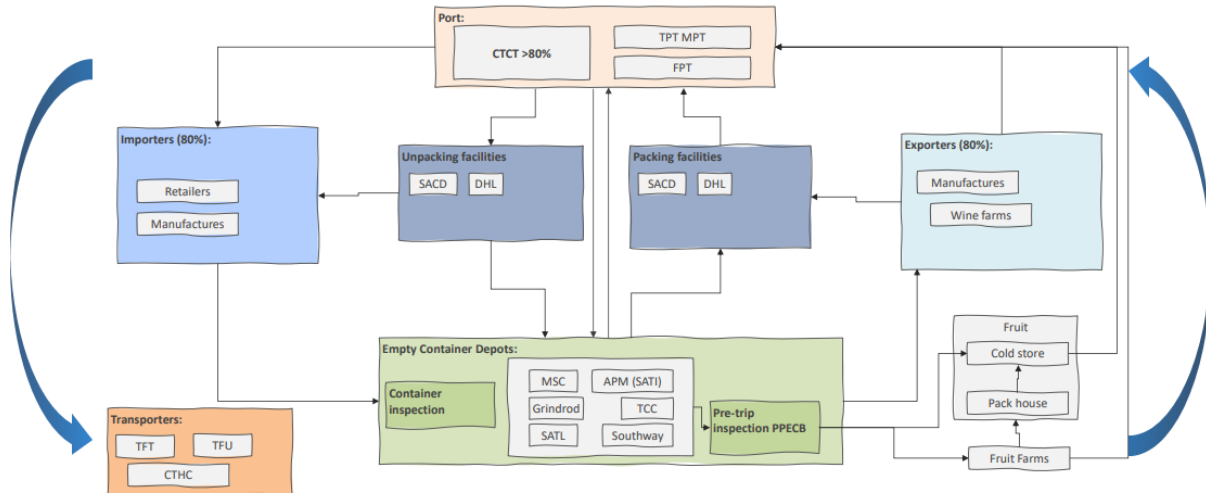 Port:
CTCT >80%
TPT MPT
FPT
Importers (80%):
Retailers
Manufactures
Unpacking facilities
SACD
DHL
Packing facilities
SACD
DHL
Exporters (80%):
Manufactures
Wine farms
Empty Container Depots:
Container
inspection
MSC
APM (SATI)
Grindrod
TCC
SATL
Southway
Pre-trip
inspection PPECB
Fruit
Cold store
Pack house
Fruit Farms
Transporters:
TFT
TFU
CTHC